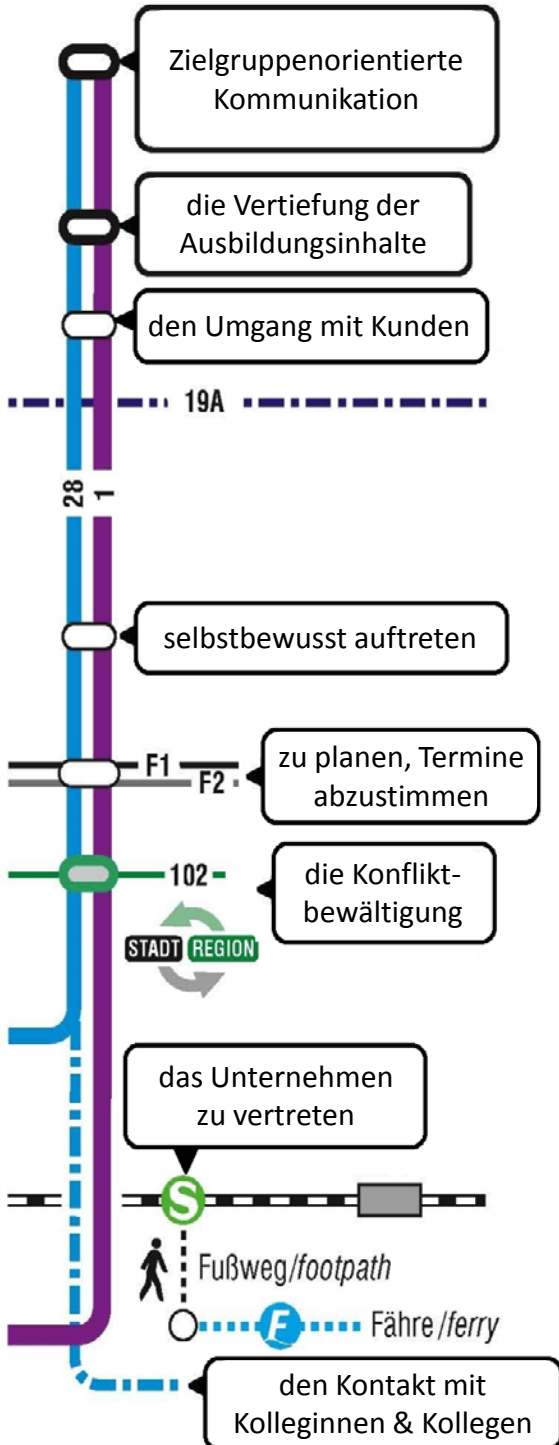 Zielgruppenorientierte
Kommunikation
die Vertiefung der
Ausbildungsinhalte
den Umgang mit Kunden
19A
28
1
selbstbewusst auftreten
F1
F2
zu planen, Termine
abzustimmen
102
die Konflikt-
bewältigung
STADT REGION
das Unternehmen
zu vertreten
S
Fußweg/footpath
F Fähre/ferry
den Kontakt mit
Kolleginnen & Kollegen